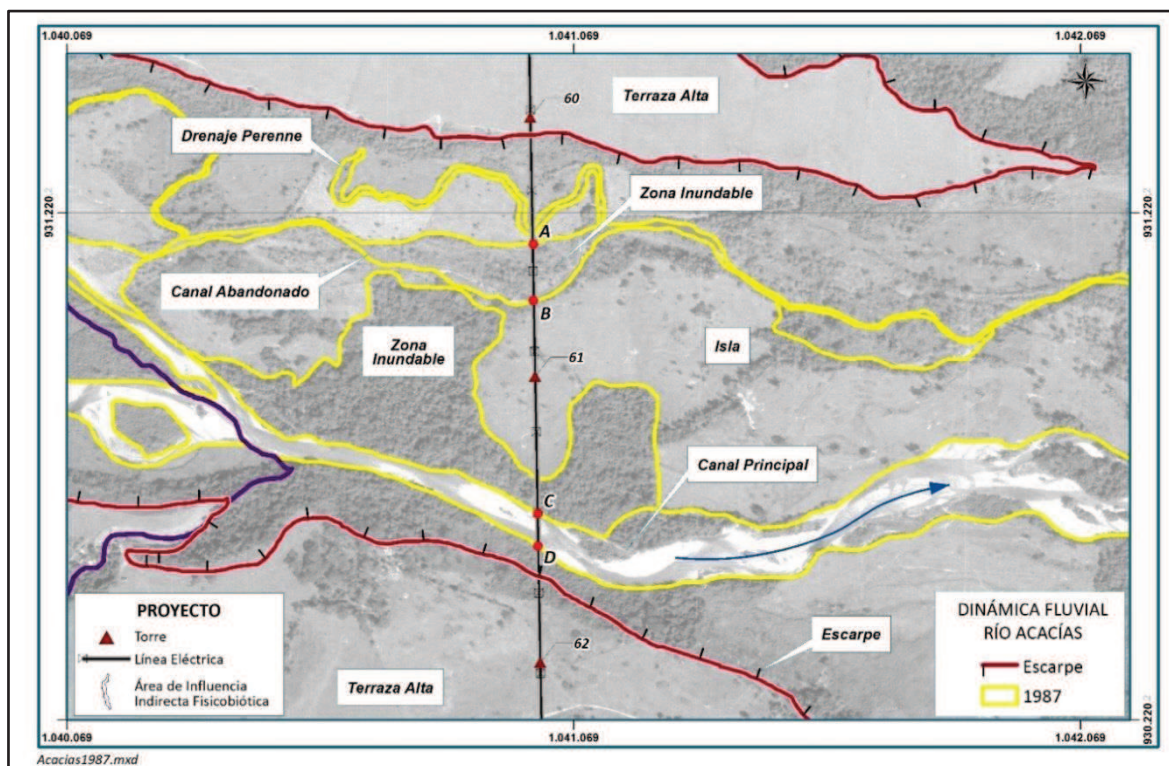 1.040.069
1.041.069
1.042.069
60
Terraza Alta
Drenaje Perenne
Zona Inundable
931.220
931.220
A
Canal Abandonado
B
Zona
Inundable
61
Isla
Canal Principal
C
D
PROYECTO
Torre
Línea Eléctrica
Área de Influencia
Indirecta Fisicobiótica
Terraza Alta
62
Escarpe
DINÁMICA FLUVIAL
RÍO ACACÍAS
Escarpe
1987
930.220
1.040.069
1.041.069
1.042.069
Acacias1987.mxd